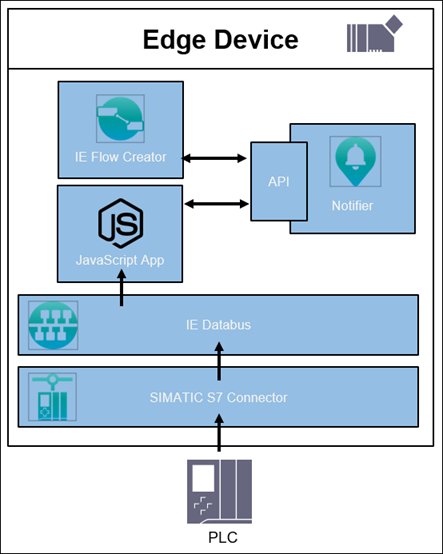 Edge Device
IE Flow Creator
API
Notifier
JS
JavaScript App
IE Databus
SIMATIC S7 Connector
PLC